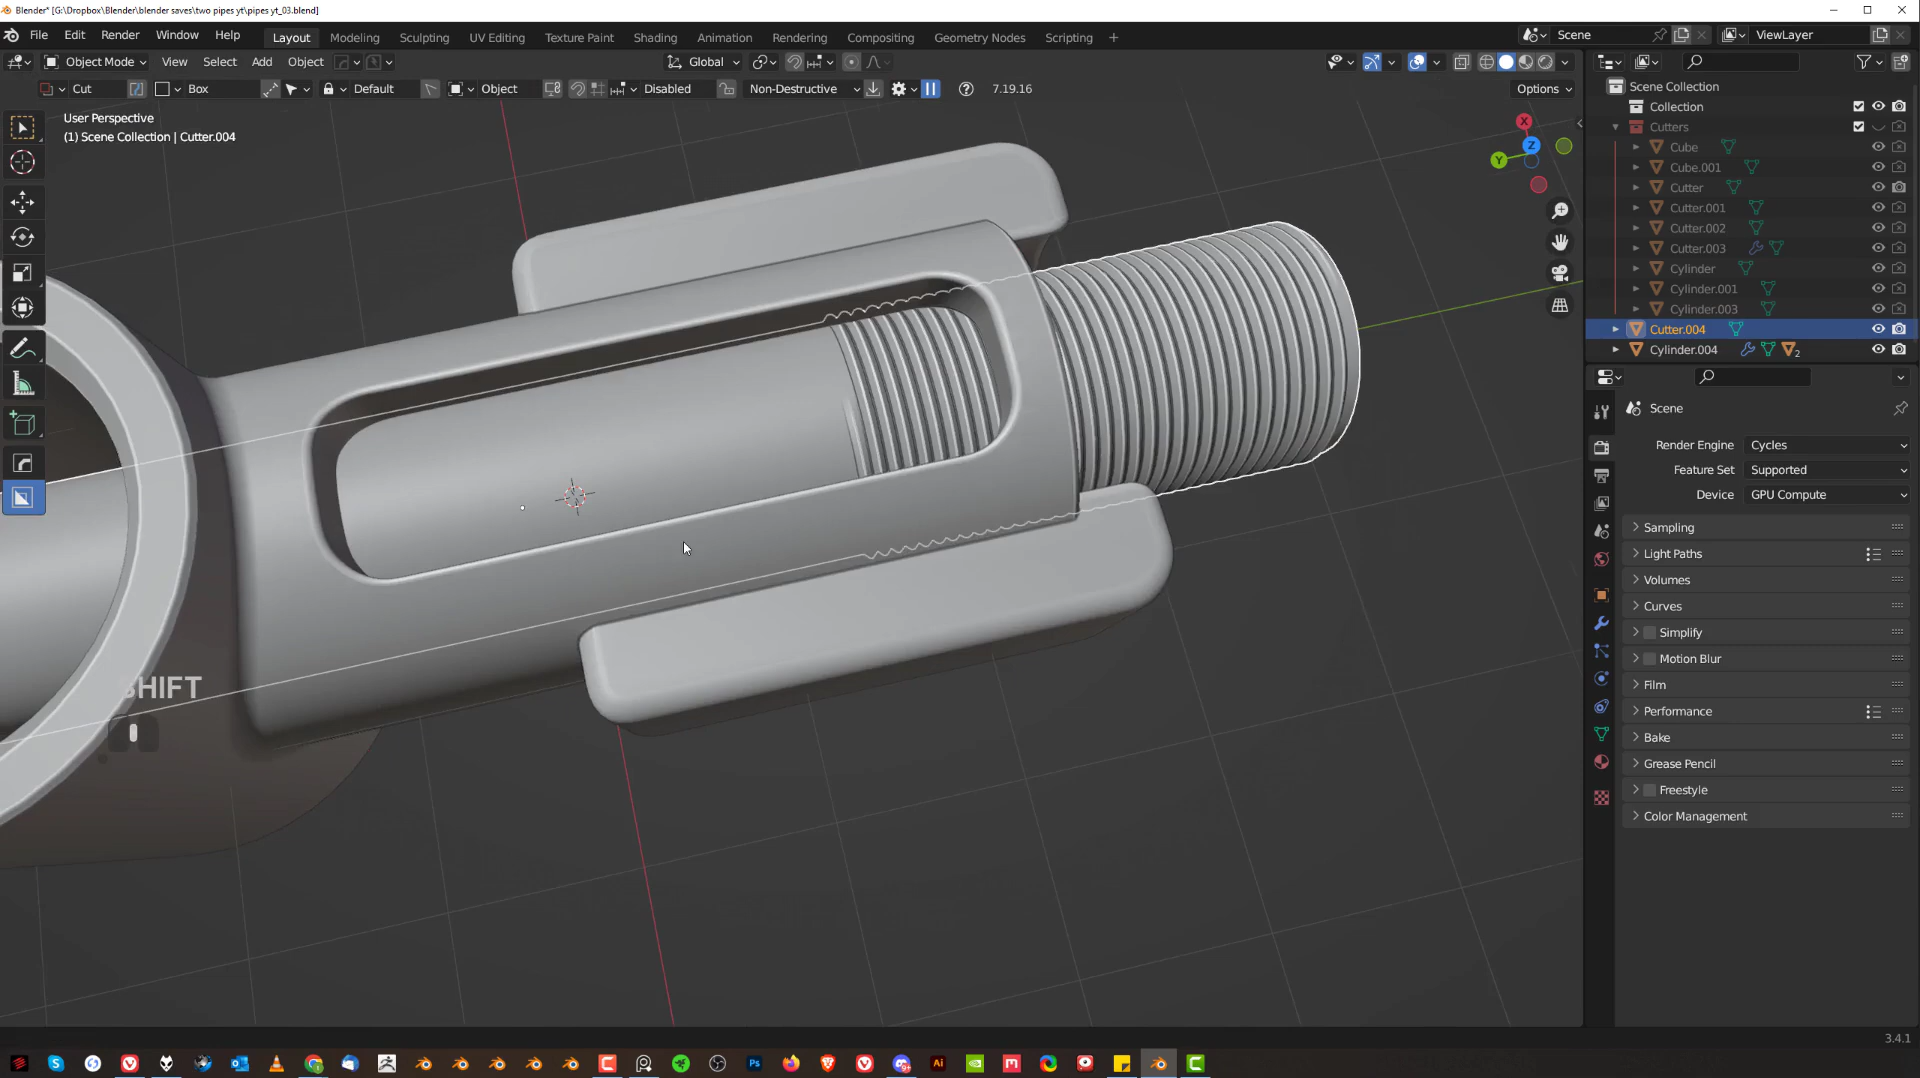 Blender* [G:\Dropbox\Blender\blender saves\two pipes yt\pipes yt_03.blend]
File Edit Render Window Help Layout Modeling Sculpting UV Editing Texture Paint Shading Animation Rendering Compositing Geometry Nodes Scripting + Scene ViewLayer
Object Mode View Select Add Object Global
Cut Box Default Object Disabled Non-Destructive 7.19.16 Options
User Perspective
(1) Scene Collection | Cutter.004
X
Y
Z
SHIFT
Scene Collection
Collection
Cutters
Cube
Cube.001
Cutter
Cutter.001
Cutter.002
Cutter.003
Cylinder
Cylinder.001
Cylinder.003
Cutter.004
Cylinder.004 2
Scene
Render Engine Cycles
Feature Set Supported
Device GPU Compute
Sampling
Light Paths
Volumes
Curves
Simplify
Motion Blur
Film
Performance
Bake
Grease Pencil
Freestyle
Color Management
3.4.1